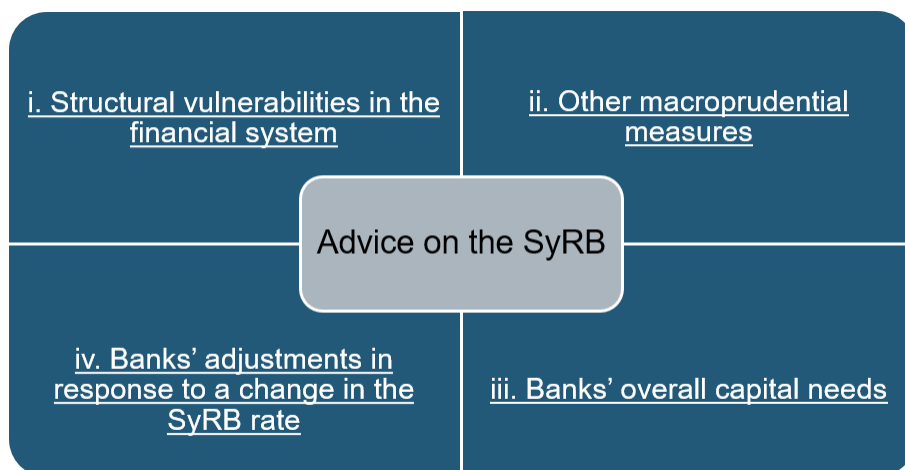 i. Structural vulnerabilities in the
financial system
ii. Other macroprudential
measures
Advice on the SyRB
iv. Banks’ adjustments in
response to a change in the
SyRB rate
iii. Banks’ overall capital needs